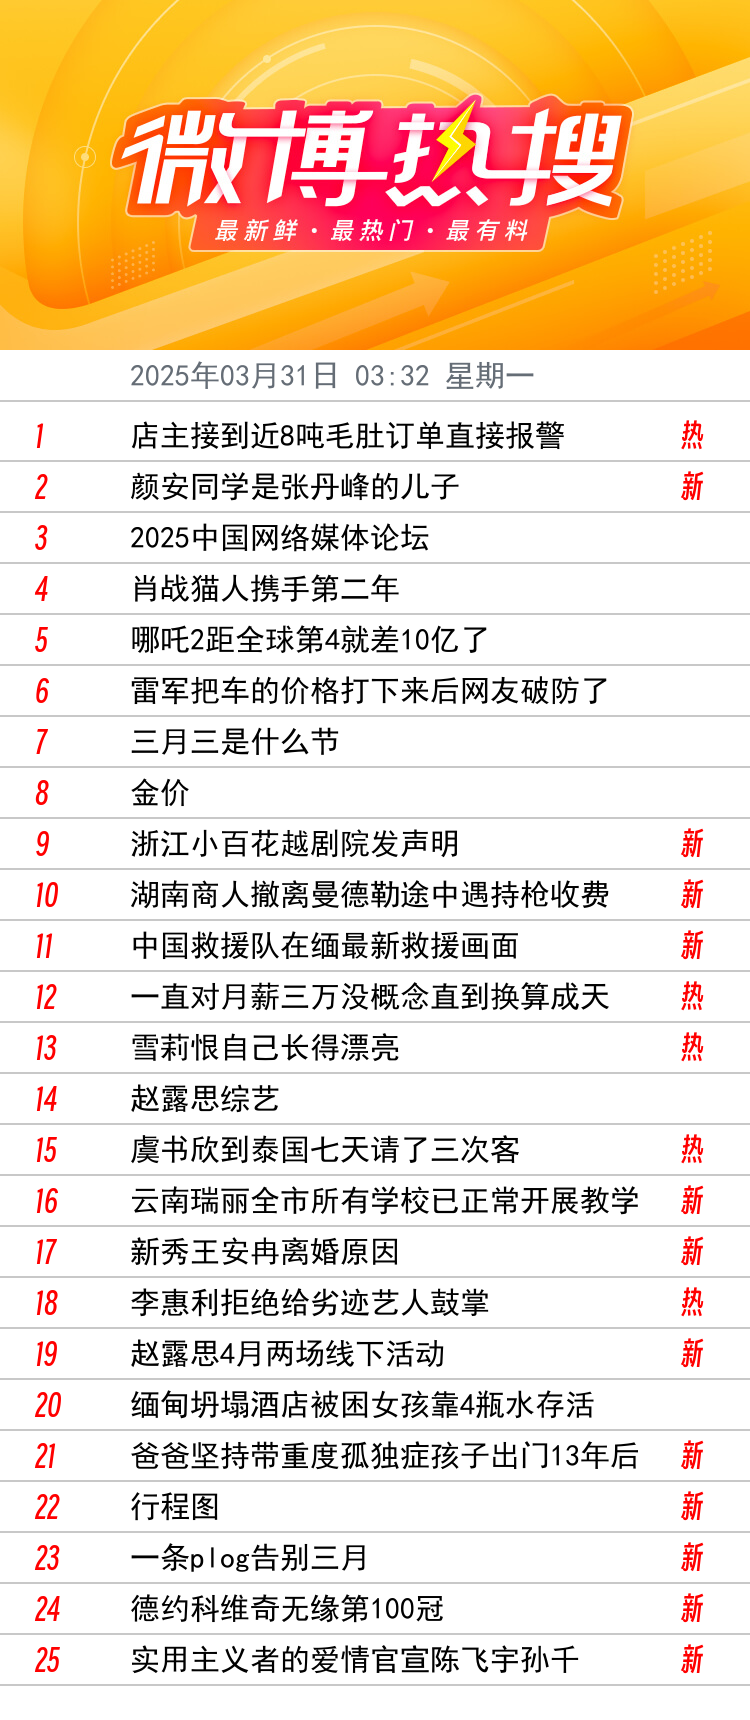 微博热搜
最新鲜·最热门·最有料
2025年03月31日 03:32 星期一
1 店主接到近8吨毛肚订单直接报警 热
2 颜安同学是张丹峰的儿子 新
3 2025中国网络媒体论坛
4 肖战猫人携手第二年
5 哪吒2距全球第4就差10亿了
6 雷军把车的价格打下来后网友破防了
7 三月三是什么节
8 金价
9 浙江小百花越剧院发声明 新
10 湖南商人撤离曼德勒途中遇持枪收费 新
11 中国救援队在缅最新救援画面 新
12 一直对月薪三万没概念直到换算成天 热
13 雪莉恨自己长得漂亮 热
14 赵露思综艺
15 虞书欣到泰国七天请了三次客 热
16 云南瑞丽全市所有学校已正常开展教学 新
17 新秀王安冉离婚原因 新
18 李惠利拒绝给劣迹艺人鼓掌 热
19 赵露思4月两场线下活动 新
20 缅甸坍塌酒店被困女孩靠4瓶水存活
21 爸爸坚持带重度孤独症孩子出门13年后 新
22 行程图 新
23 一条plog告别三月 新
24 德约科维奇无缘第100冠 新
25 实用主义者的爱情官宣陈飞宇孙千 新